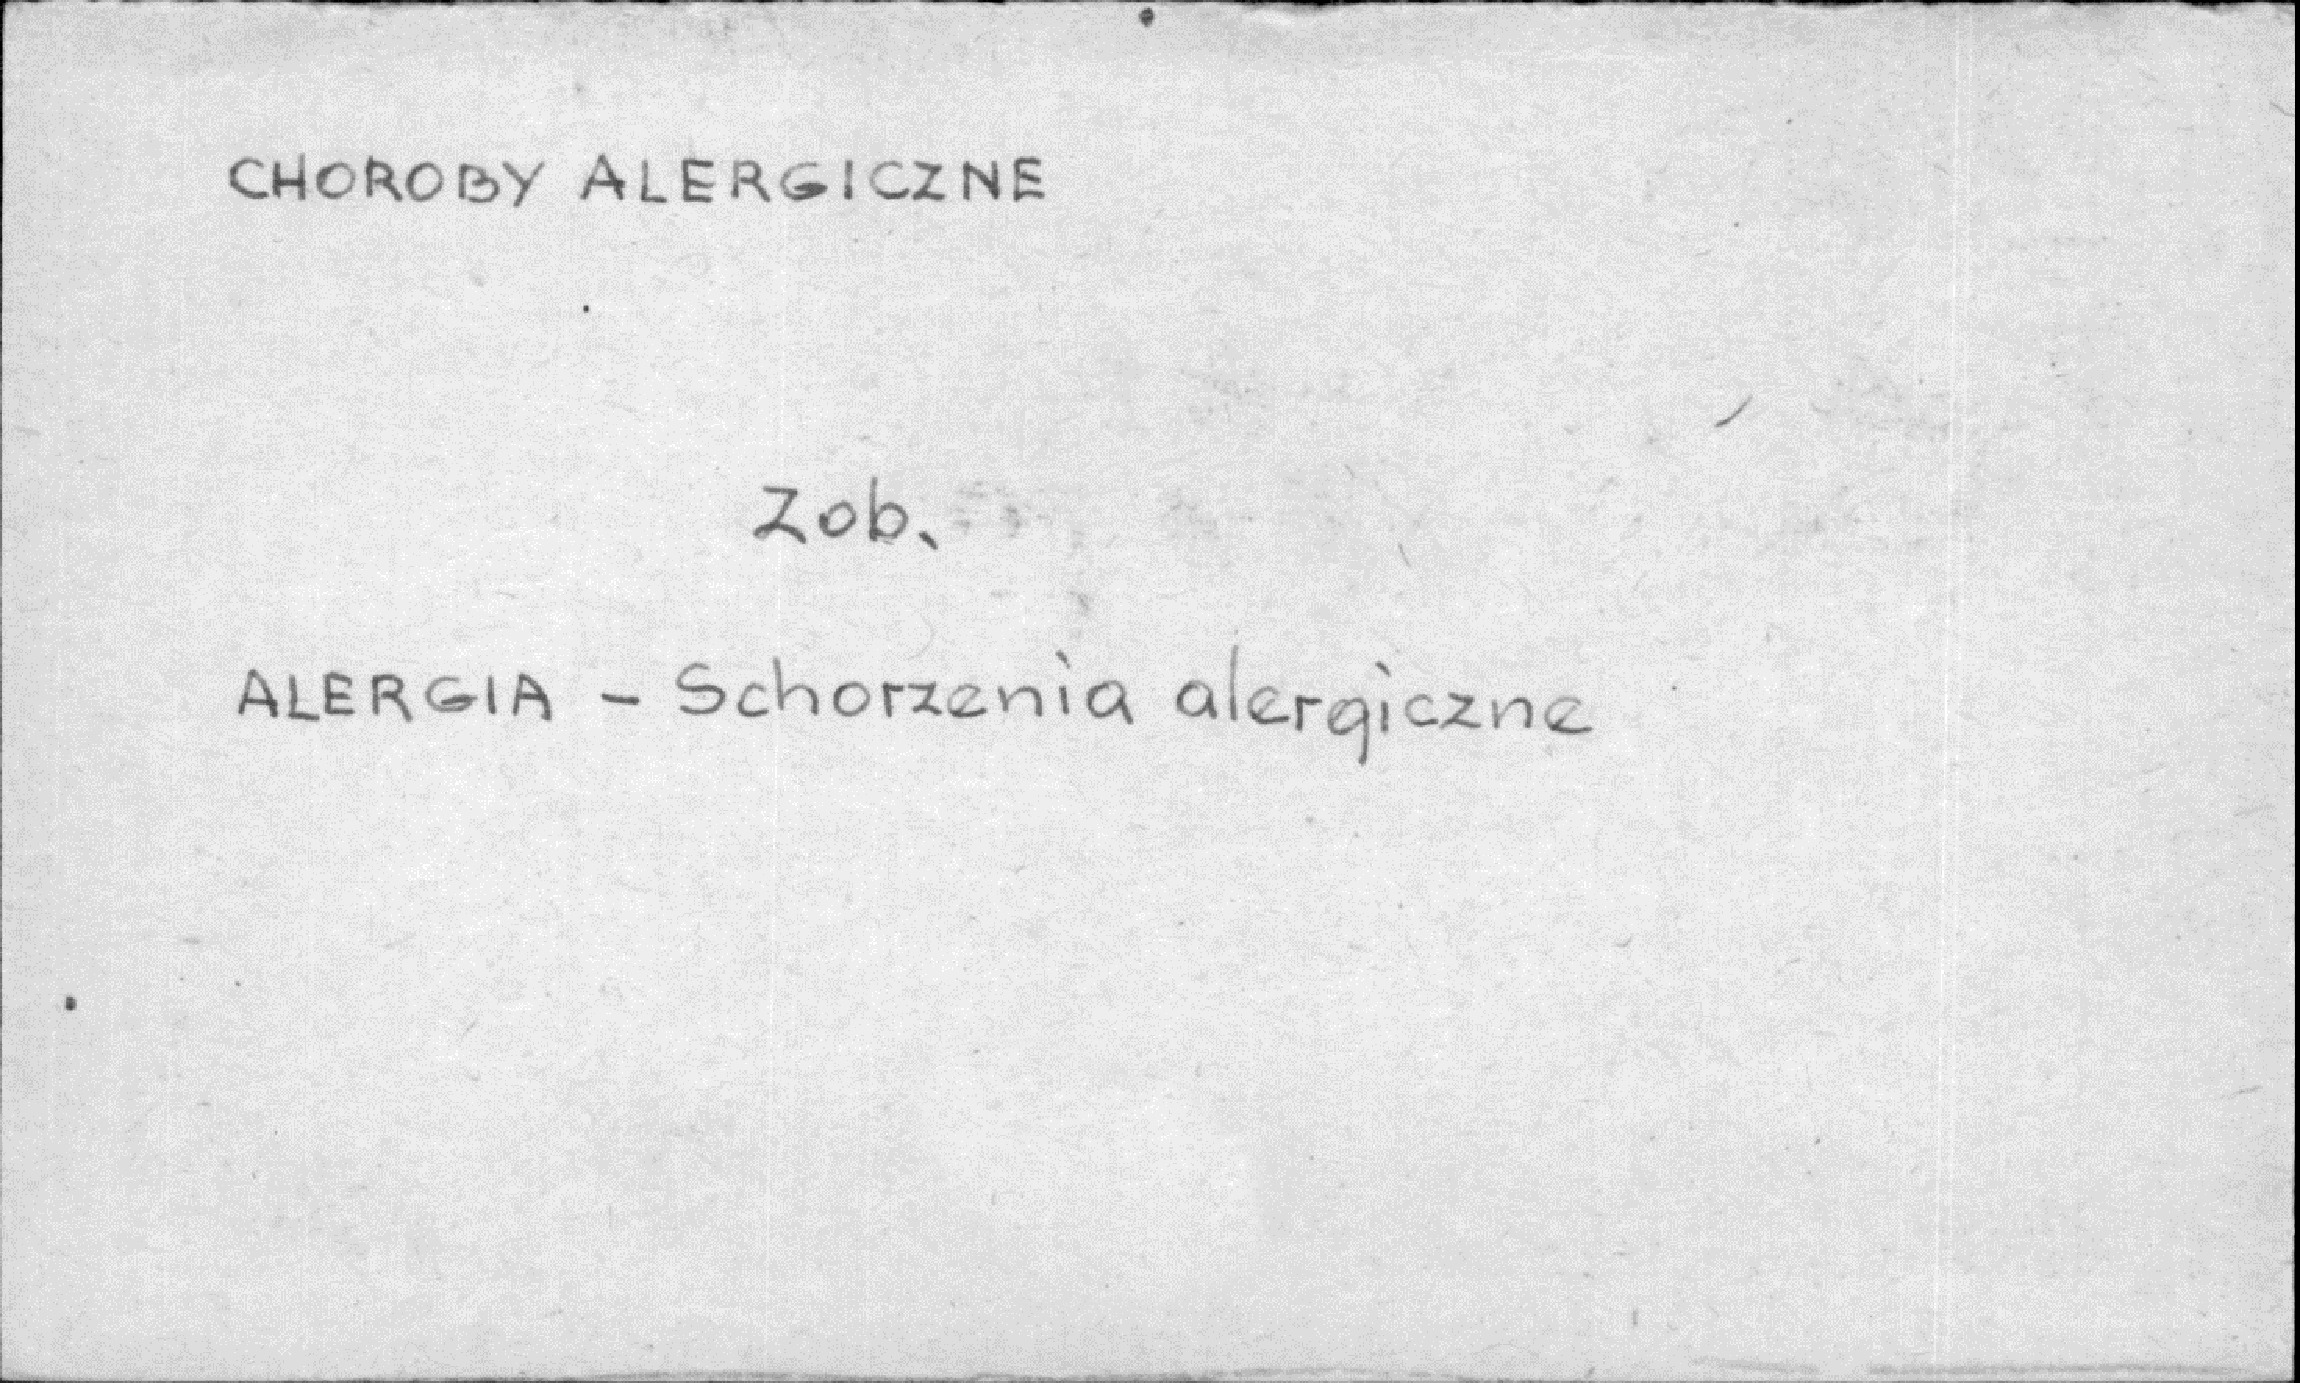 CHOROBY ALERGICZNE
Zob.
ALERGIA - Schorzenia alergiczne